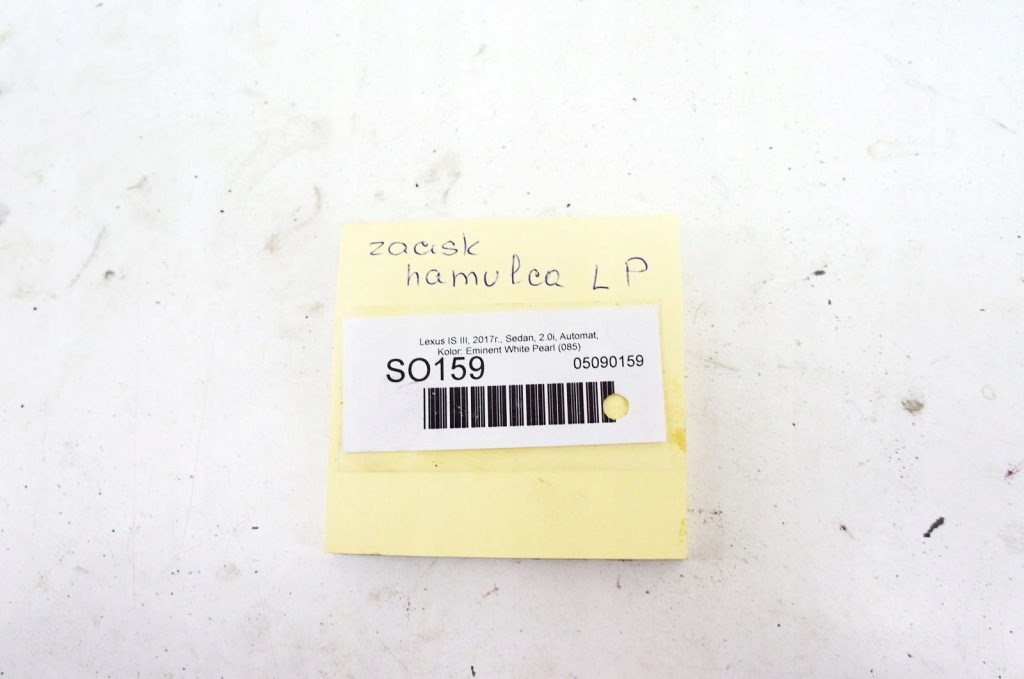 zacisk
hamulca LP
Lexus IS III, 2017r., Sedan, 2.0i, Automat,
Kolor: Eminent White Pearl (085)
SO159 05090159